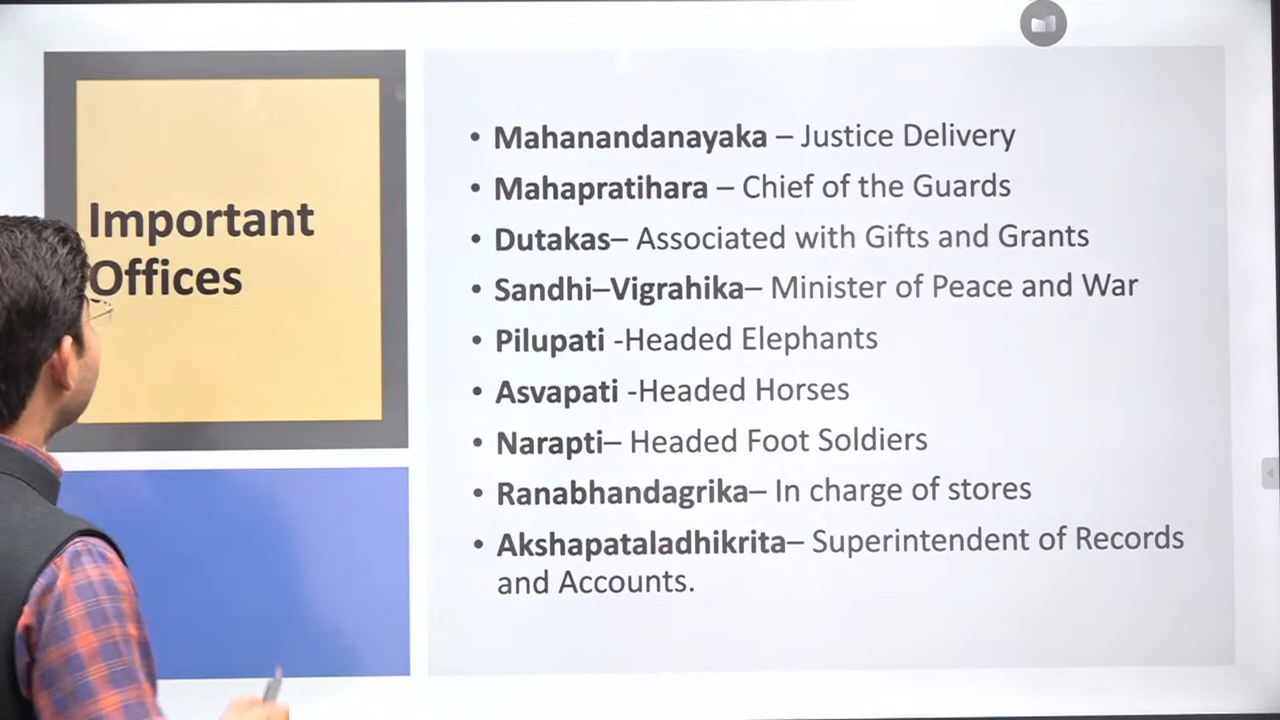 Important
Offices
• Mahanandanayaka – Justice Delivery
• Mahapratihara – Chief of the Guards
• Dutakas– Associated with Gifts and Grants
• Sandhi–Vigrahika– Minister of Peace and War
• Pilupati -Headed Elephants
• Asvapati -Headed Horses
• Narapti– Headed Foot Soldiers
• Ranabhandagrika– In charge of stores
• Akshapataladhikrita– Superintendent of Records
and Accounts.